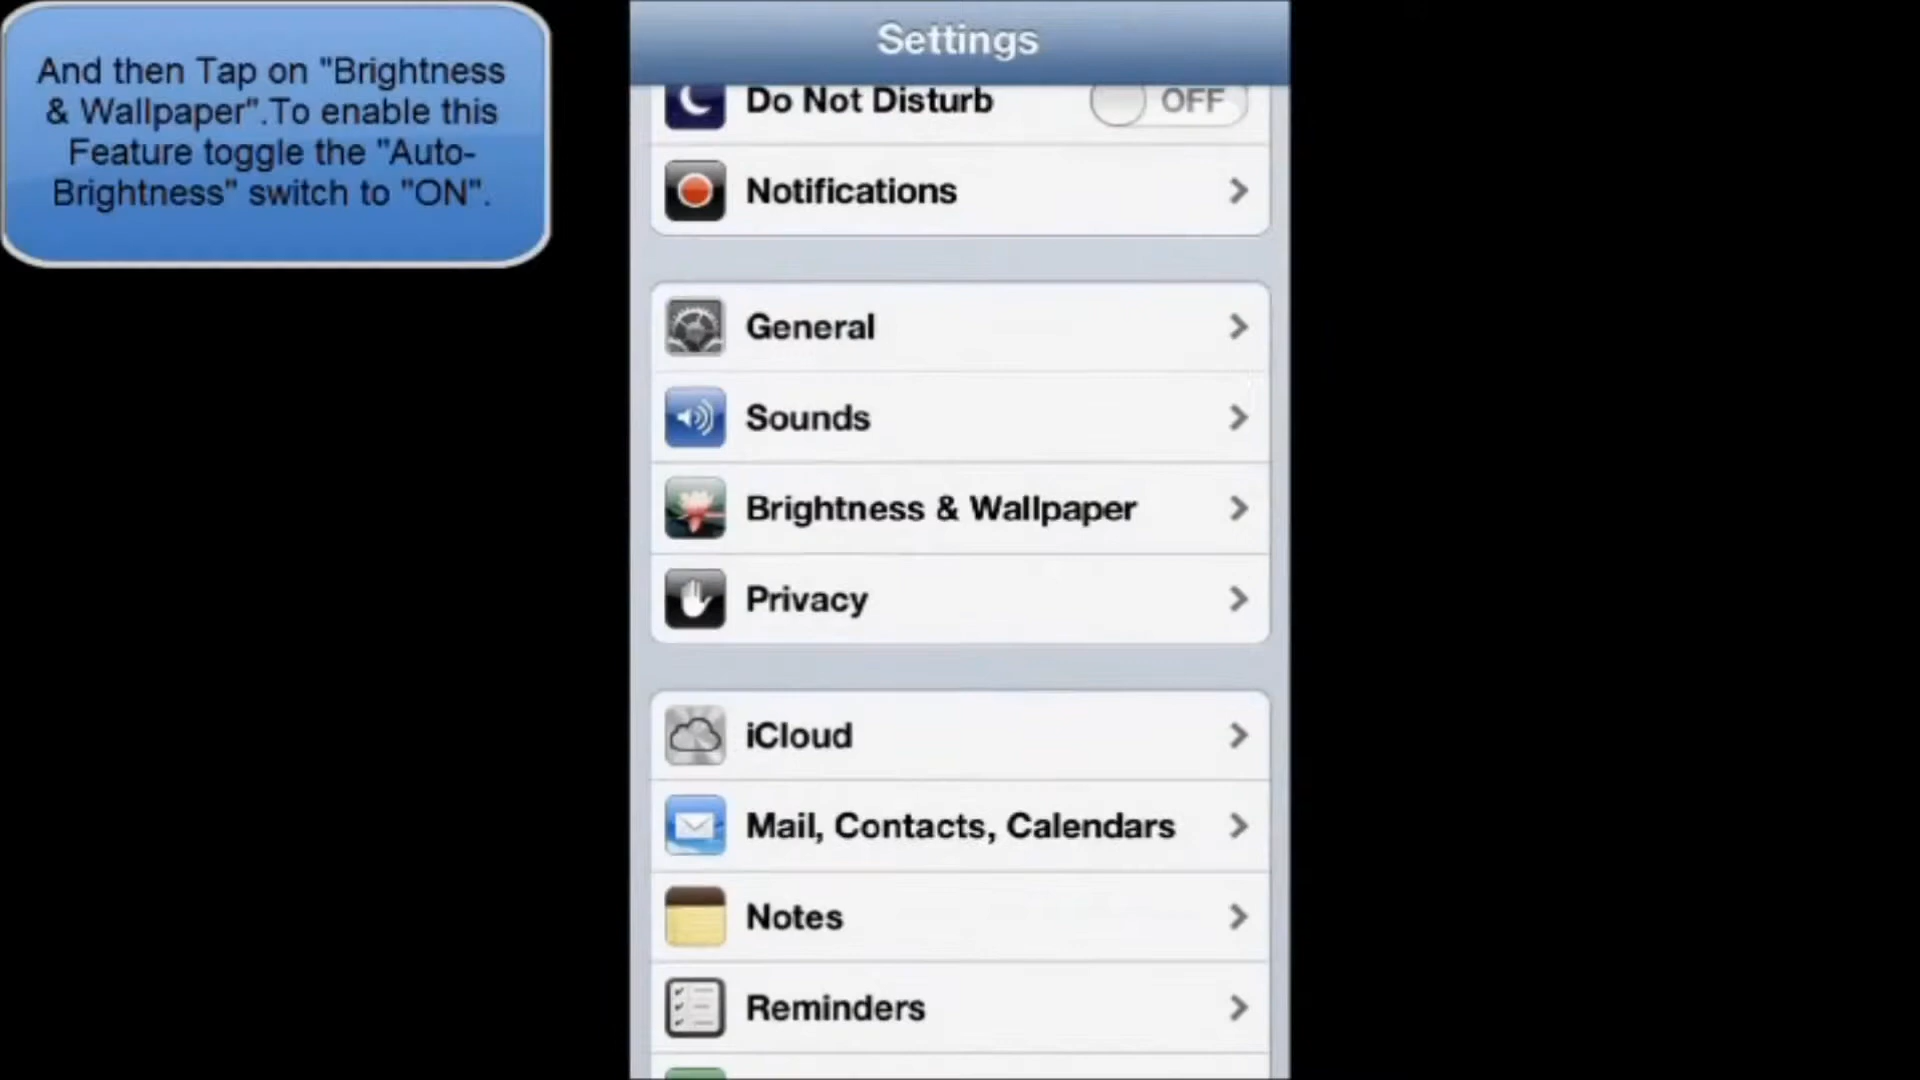 And then Tap on "Brightness
& Wallpaper".To enable this
Feature toggle the "Auto-
Brightness" switch to "ON".
Settings
Do Not Disturb OFF
Notifications
General
Sounds
Brightness & Wallpaper
Privacy
iCloud
Mail, Contacts, Calendars
Notes
Reminders